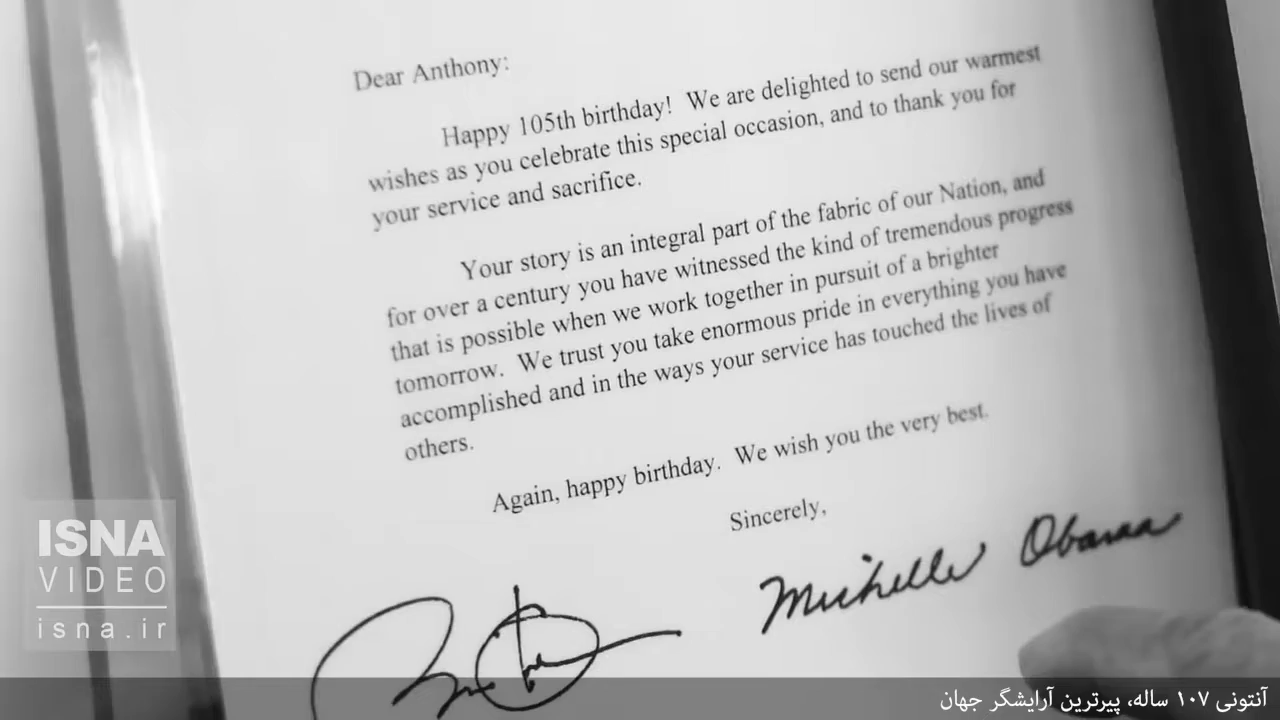 Dear Anthony:
Happy 105th birthday! We are delighted to send our warmest
wishes as you celebrate this special occasion, and to thank you for
your service and sacrifice.
Your story is an integral part of the fabric of our Nation, and
for over a century you have witnessed the kind of tremendous progress
that is possible when we work together in pursuit of a brighter
tomorrow. We trust you take enormous pride in everything you have
accomplished and in the ways your service has touched the lives of
others.
Again, happy birthday. We wish you the very best.
Sincerely,
Michelle Obama
ISNA
VIDEO
isna.ir
آنتونی ۱۰۷ ساله، پیرترین آرایشگر جهان